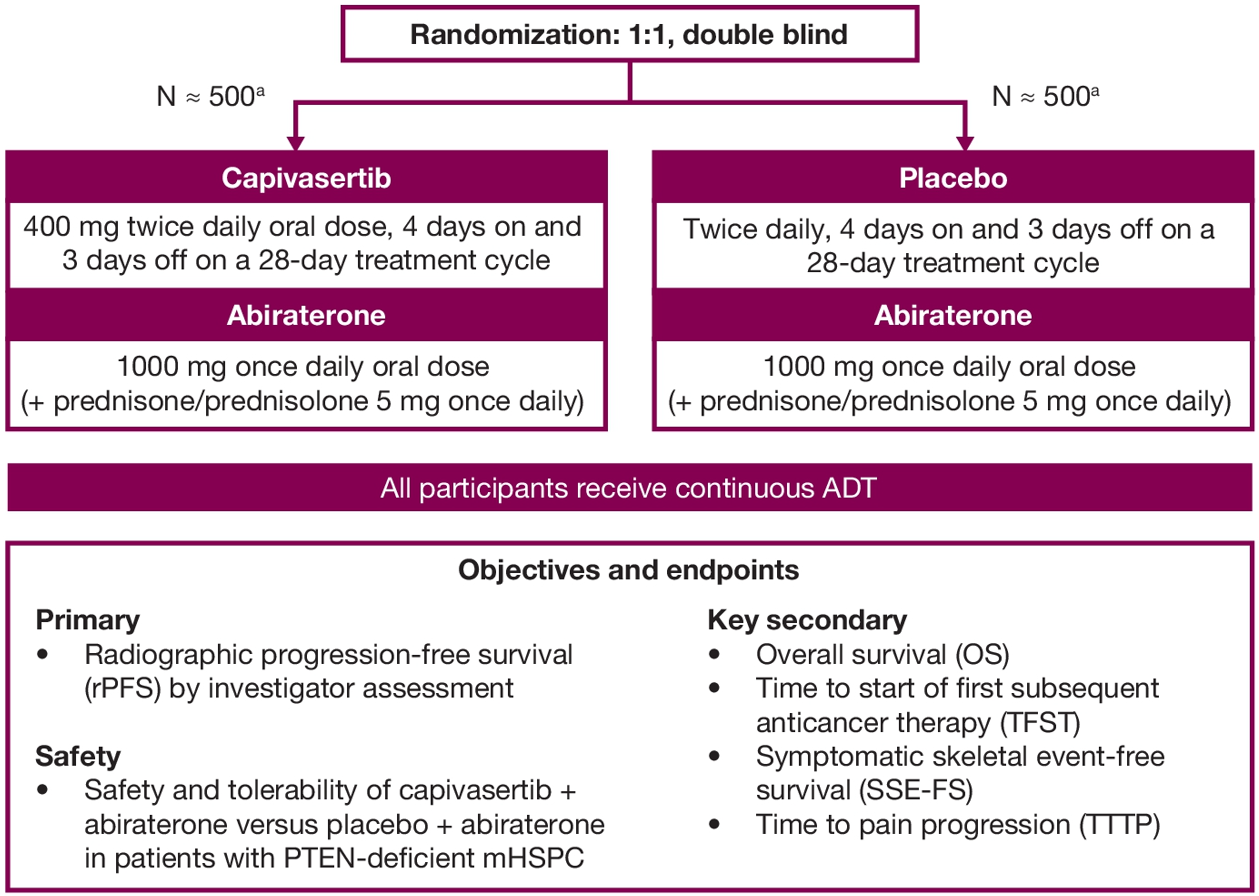 Randomization: 1:1, double blind
N ≈ 500ᵃ
N ≈ 500ᵃ
Capivasertib
400 mg twice daily oral dose, 4 days on and
3 days off on a 28-day treatment cycle
Abiraterone
1000 mg once daily oral dose
(+ prednisone/prednisolone 5 mg once daily)
Placebo
Twice daily, 4 days on and 3 days off on a
28-day treatment cycle
Abiraterone
1000 mg once daily oral dose
(+ prednisone/prednisolone 5 mg once daily)
All participants receive continuous ADT
Objectives and endpoints
Primary
• Radiographic progression-free survival
(rPFS) by investigator assessment
Safety
• Safety and tolerability of capivasertib +
abiraterone versus placebo + abiraterone
in patients with PTEN-deficient mHSPC
Key secondary
• Overall survival (OS)
• Time to start of first subsequent
anticancer therapy (TFST)
• Symptomatic skeletal event-free
survival (SSE-FS)
• Time to pain progression (TTTP)